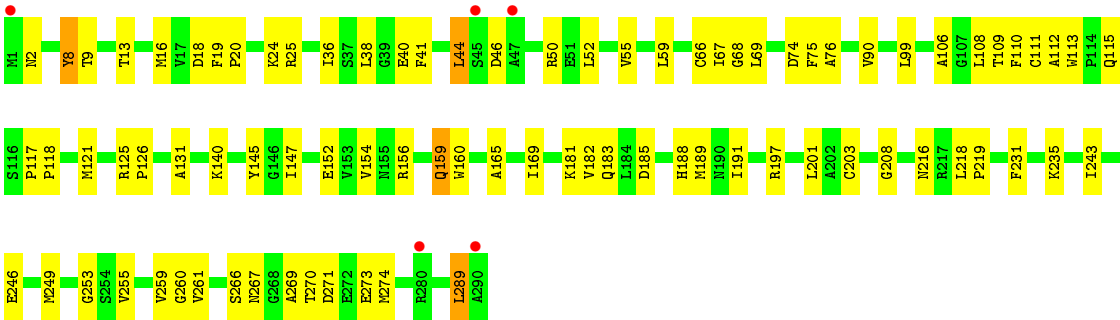 M1 N2 Y8 T9 T13 M16 V17 D18 F19 P20 K24 R25 I36 S37 L38 G39 E40 F41 L44 S45 D46 A47 R50 E51 L52 V55 L59 C66 I67 G68 L69 D74 F75 A76 V90 L99 A106 G107 L108 T109 F110 C111 A112 W113 P114 Q115
S116 P117 P118 M121 R125 P126 A131 K140 Y145 G146 I147 E152 V153 V154 N155 R156 Q159 W160 A165 I169 K181 V182 Q183 L184 D185 H188 M189 N190 I191 R197 L201 A202 C203 G208 N216 R217 L218 P219 F231 K235 I243
E246 M249 G253 S254 V255 V259 G260 V261 S266 N267 G268 A269 T270 D271 E272 E273 M274 R280 L289 A290